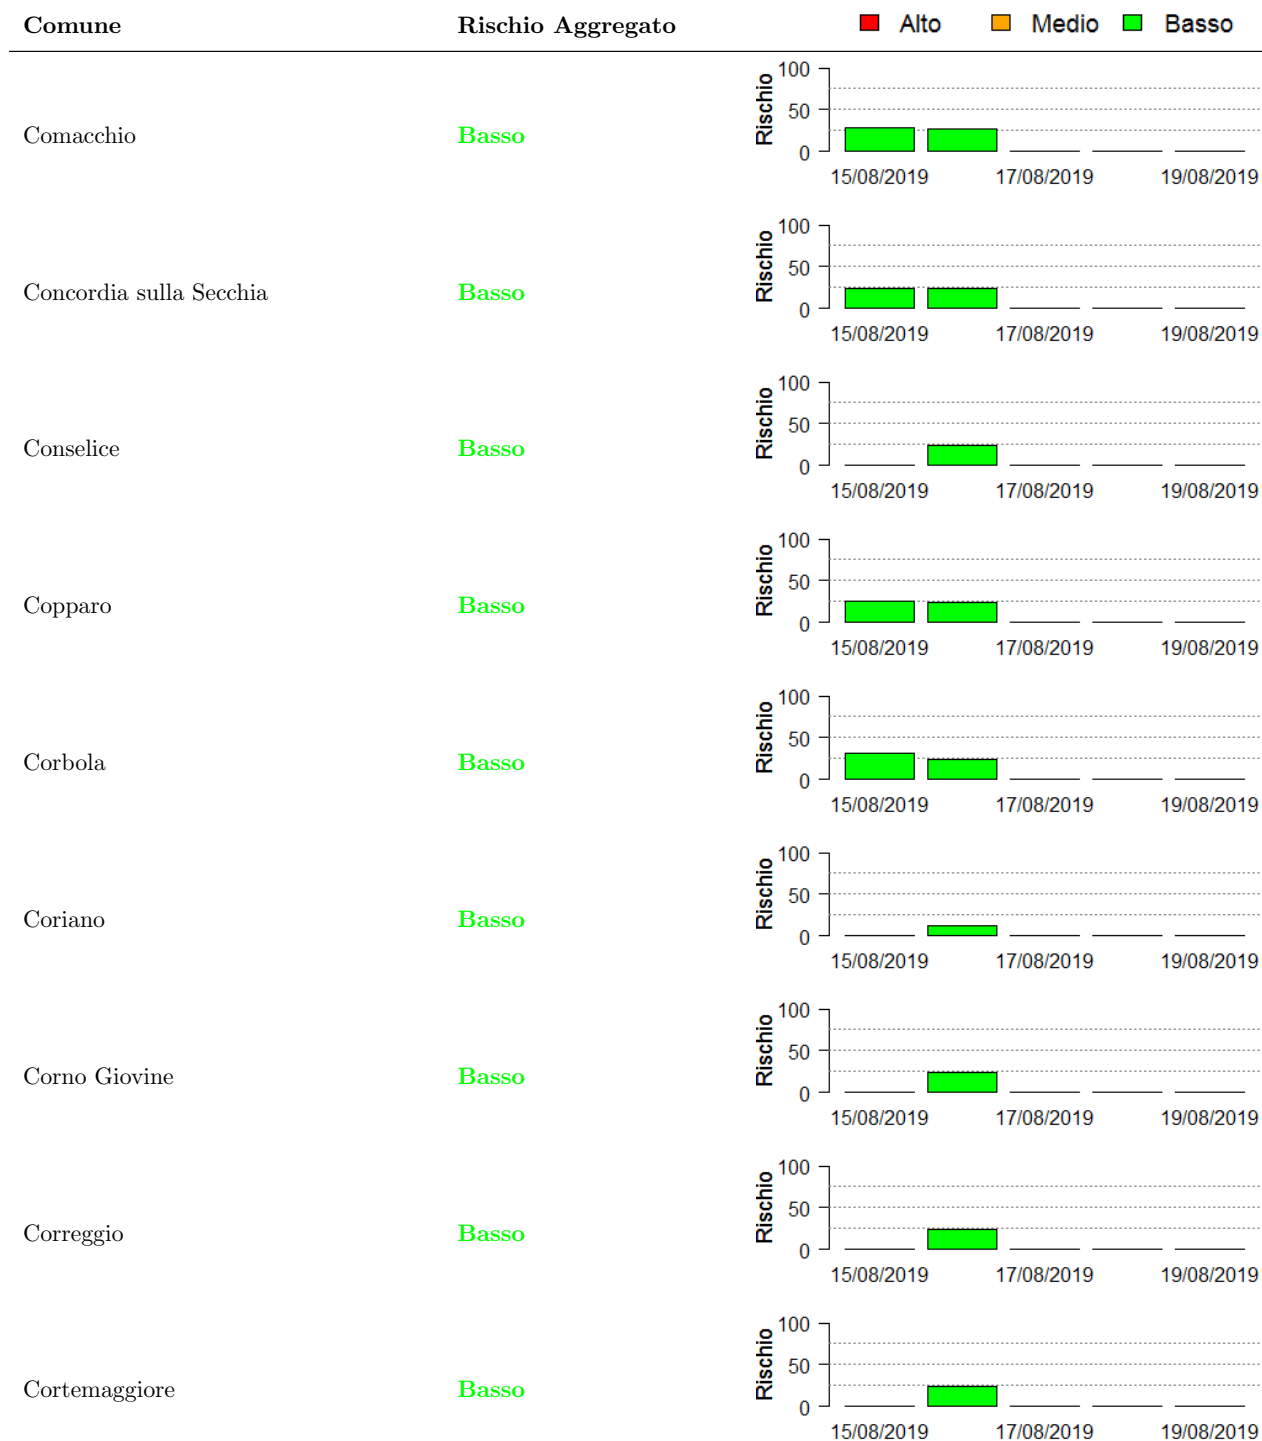 Comune Rischio Aggregato Alto Medio Basso
100
50
0
Rischio
Comacchio Basso
15/08/2019 17/08/2019 19/08/2019
100
50
0
Rischio
Concordia sulla Secchia Basso
15/08/2019 17/08/2019 19/08/2019
100
50
0
Rischio
Conselice Basso
15/08/2019 17/08/2019 19/08/2019
100
50
0
Rischio
Copparo Basso
15/08/2019 17/08/2019 19/08/2019
100
50
0
Rischio
Corbola Basso
15/08/2019 17/08/2019 19/08/2019
100
50
0
Rischio
Coriano Basso
15/08/2019 17/08/2019 19/08/2019
100
50
0
Rischio
Corno Giovine Basso
15/08/2019 17/08/2019 19/08/2019
100
50
0
Rischio
Correggio Basso
15/08/2019 17/08/2019 19/08/2019
100
50
0
Rischio
Cortemaggiore Basso
15/08/2019 17/08/2019 19/08/2019